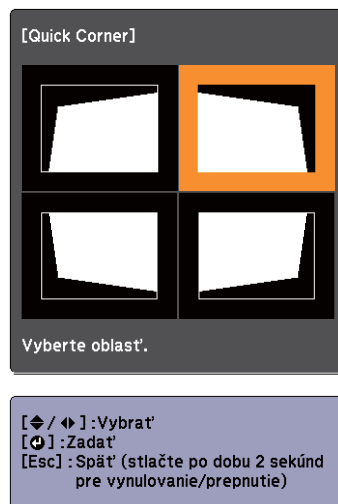 [Quick Corner]
Vyberte oblasť.
[⬍/⬌]:Vybrať
[⏎]:Zadať
[Esc]:Späť (stlačte po dobu 2 sekúnd
pre vynulovanie/prepnutie)